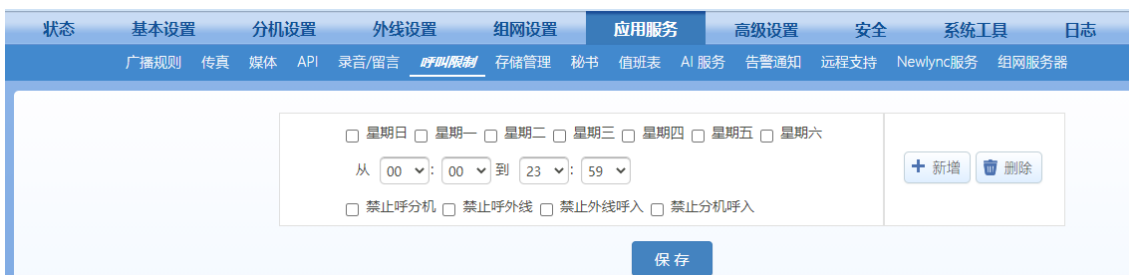 状态 基本设置 分机设置 外线设置 组网设置 应用服务 高级设置 安全 系统工具 日志
广播规则 传真 媒体 API 录音/留言 呼叫限制 存储管理 秘书 值班表 AI 服务 告警通知 远程支持 Newlync服务 组网服务器
星期日 星期一 星期二 星期三 星期四 星期五 星期六
从 00 : 00 到 23 : 59
+ 新增 删除
禁止呼分机 禁止呼外线 禁止外线呼入 禁止分机呼入
保存